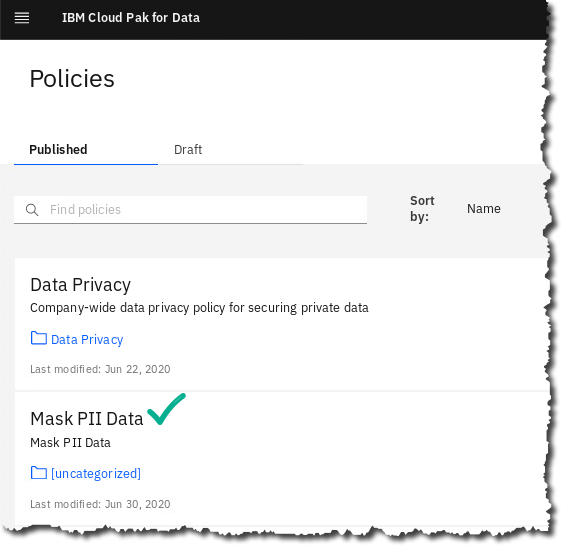 IBM Cloud Pak for Data
Policies
Published
Draft
Find policies
Sort by:
Name
Data Privacy
Company-wide data privacy policy for securing private data
Data Privacy
Last modified: Jun 22, 2020
Mask PII Data
Mask PII Data
[uncategorized]
Last modified: Jun 30, 2020